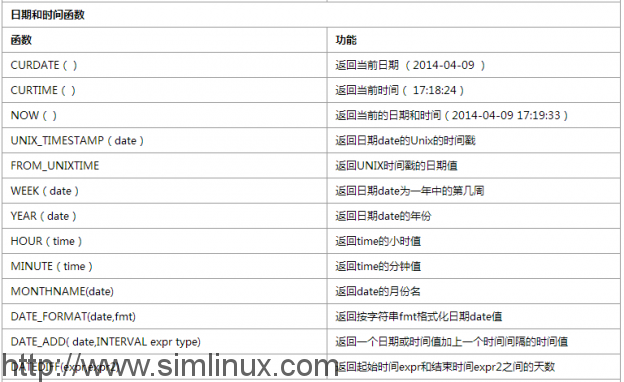 日期和时间函数
函数 功能
CURDATE（ ） 返回当前日期 （2014-04-09 ）
CURTIME（ ） 返回当前时间（ 17:18:24）
NOW（ ） 返回当前的日期和时间（2014-04-09 17:19:33）
UNIX_TIMESTAMP（date） 返回日期date的Unix的时间戳
FROM_UNIXTIME 返回UNIX时间戳的日期值
WEEK（date） 返回日期date为一年中的第几周
YEAR（date） 返回日期date的年份
HOUR（time） 返回time的小时值
MINUTE（time） 返回time的分钟值
MONTHNAME(date) 返回date的月份名
DATE_FORMAT(date,fmt) 返回按字符串fmt格式化日期date值
DATE_ADD( date,INTERVAL expr type) 返回一个日期或时间值加上一个时间间隔的时间值
DATEDIFF(expr,expr2) 返回起始时间expr和结束时间expr2之间的天数
http://www.simlinux.com